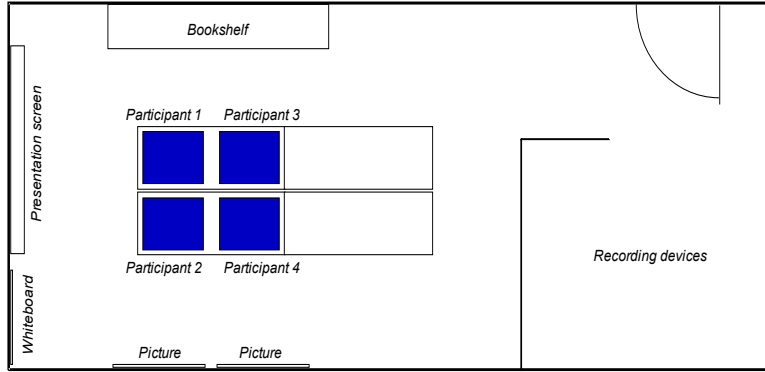 Bookshelf
Presentation screen
Participant 1
Participant 3
Participant 2
Participant 4
Recording devices
Whiteboard
Picture
Picture